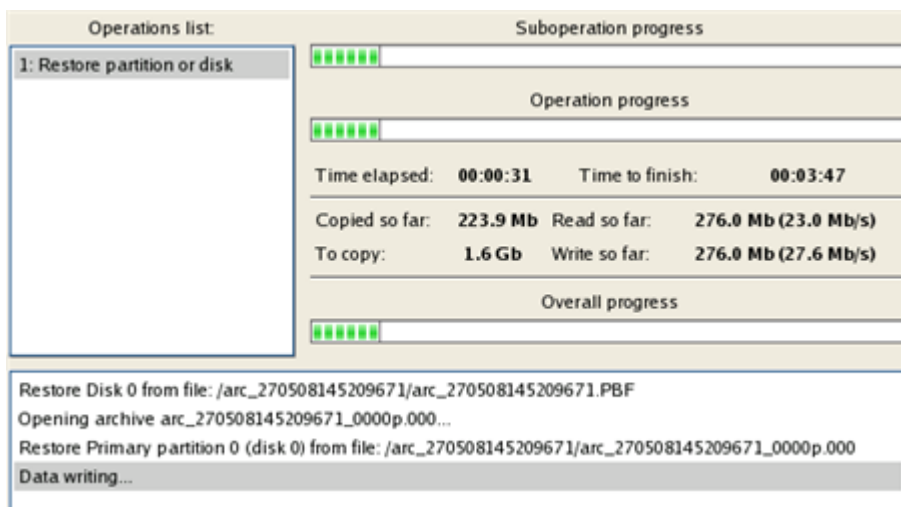 Operations list:
1: Restore partition or disk
Suboperation progress
Operation progress
Time elapsed: 00:00:31 Time to finish: 00:03:47
Copied so far: 223.9 Mb Read so far: 276.0 Mb (23.0 Mb/s)
To copy: 1.6 Gb Write so far: 276.0 Mb (27.6 Mb/s)
Overall progress
Restore Disk 0 from file: /arc_270508145209671/arc_270508145209671.PBF
Opening archive arc_270508145209671_0000p.000...
Restore Primary partition 0 (disk 0) from file: /arc_270508145209671/arc_270508145209671_0000p.000
Data writing...